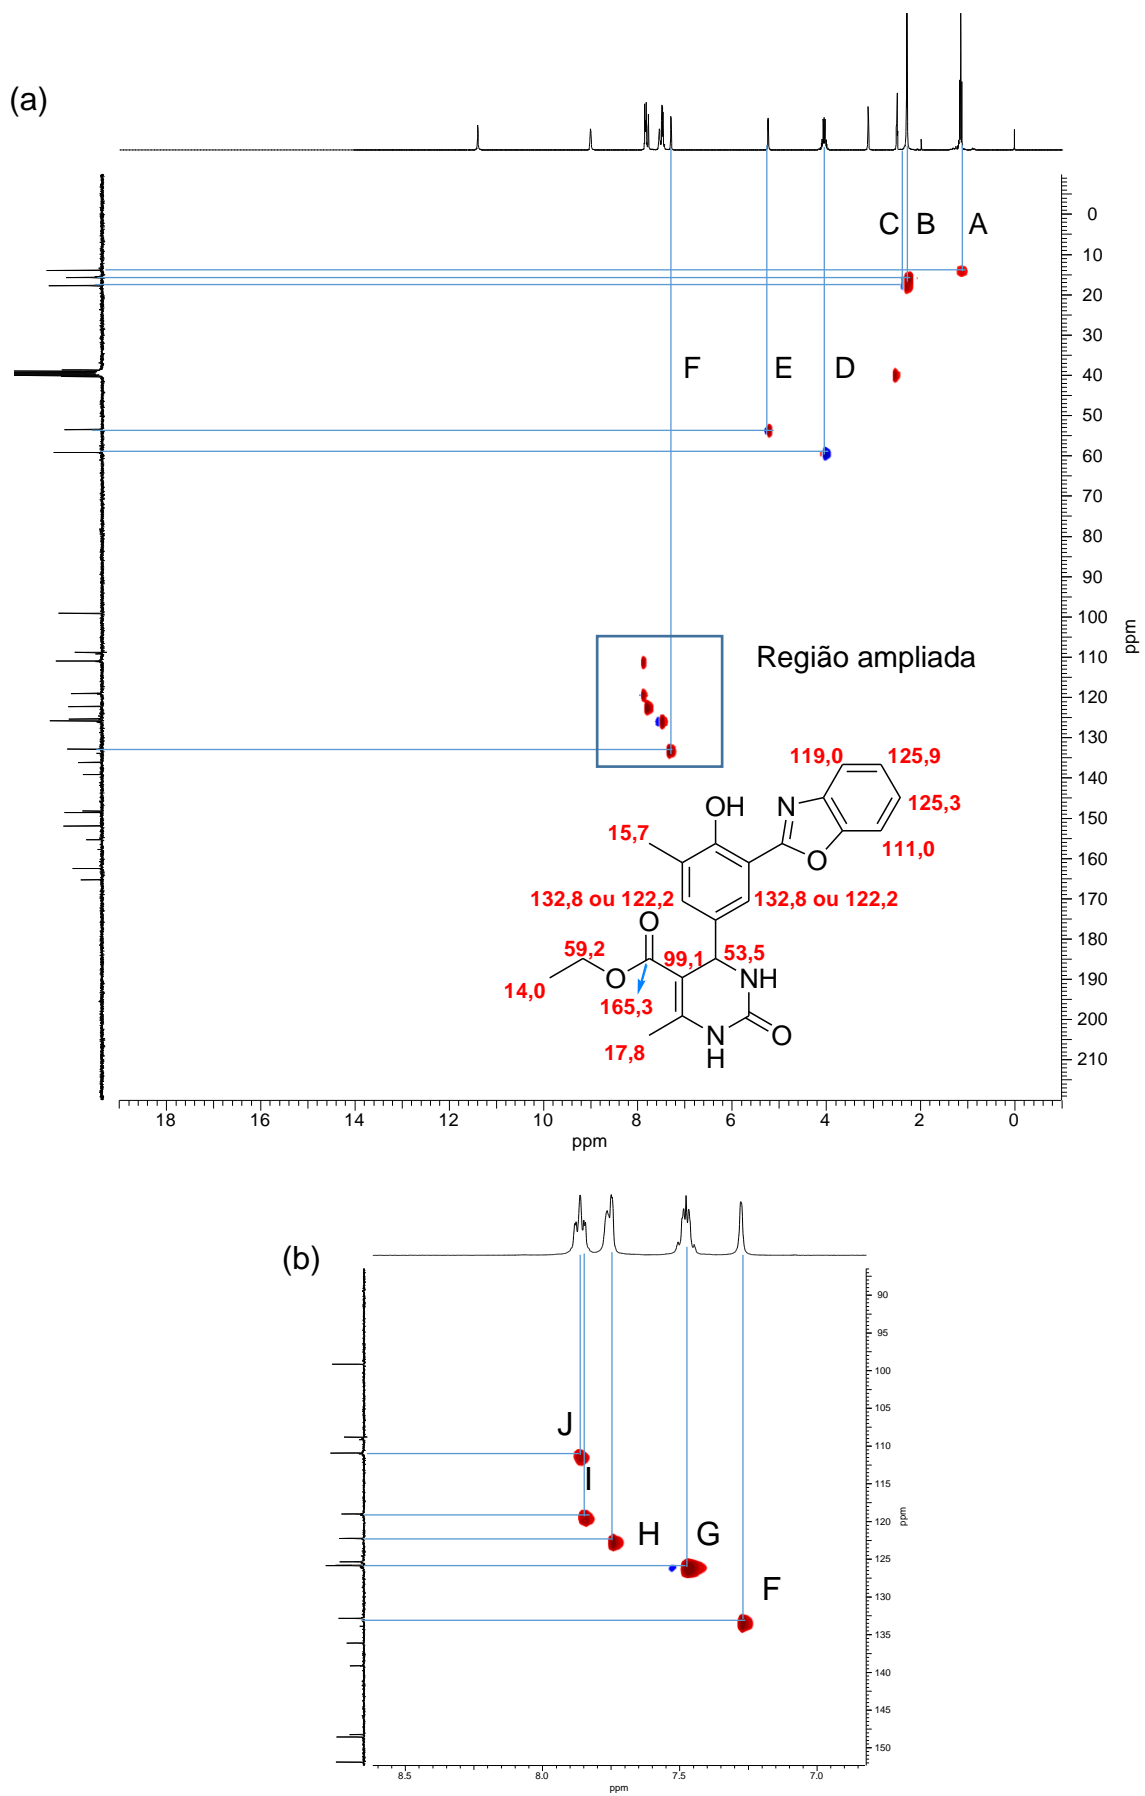 (a)
C B A
F E D
0
10
20
30
40
50
60
70
80
90
100
110
120
130
140
150
160
170
180
190
200
210
ppm
Região ampliada
119,0 125,9
OH N 125,3
15,7
O 111,0
132,8 ou 122,2 132,8 ou 122,2
O
59,2 99,1 53,5
O NH
14,0
165,3
N O
H
17,8
18 16 14 12 10 8 6 4 2 0
ppm
(b)
J
I
H G
F
90
95
100
105
110
115
120
125
130
135
140
145
150
ppm
8.5 8.0 7.5 7.0
ppm